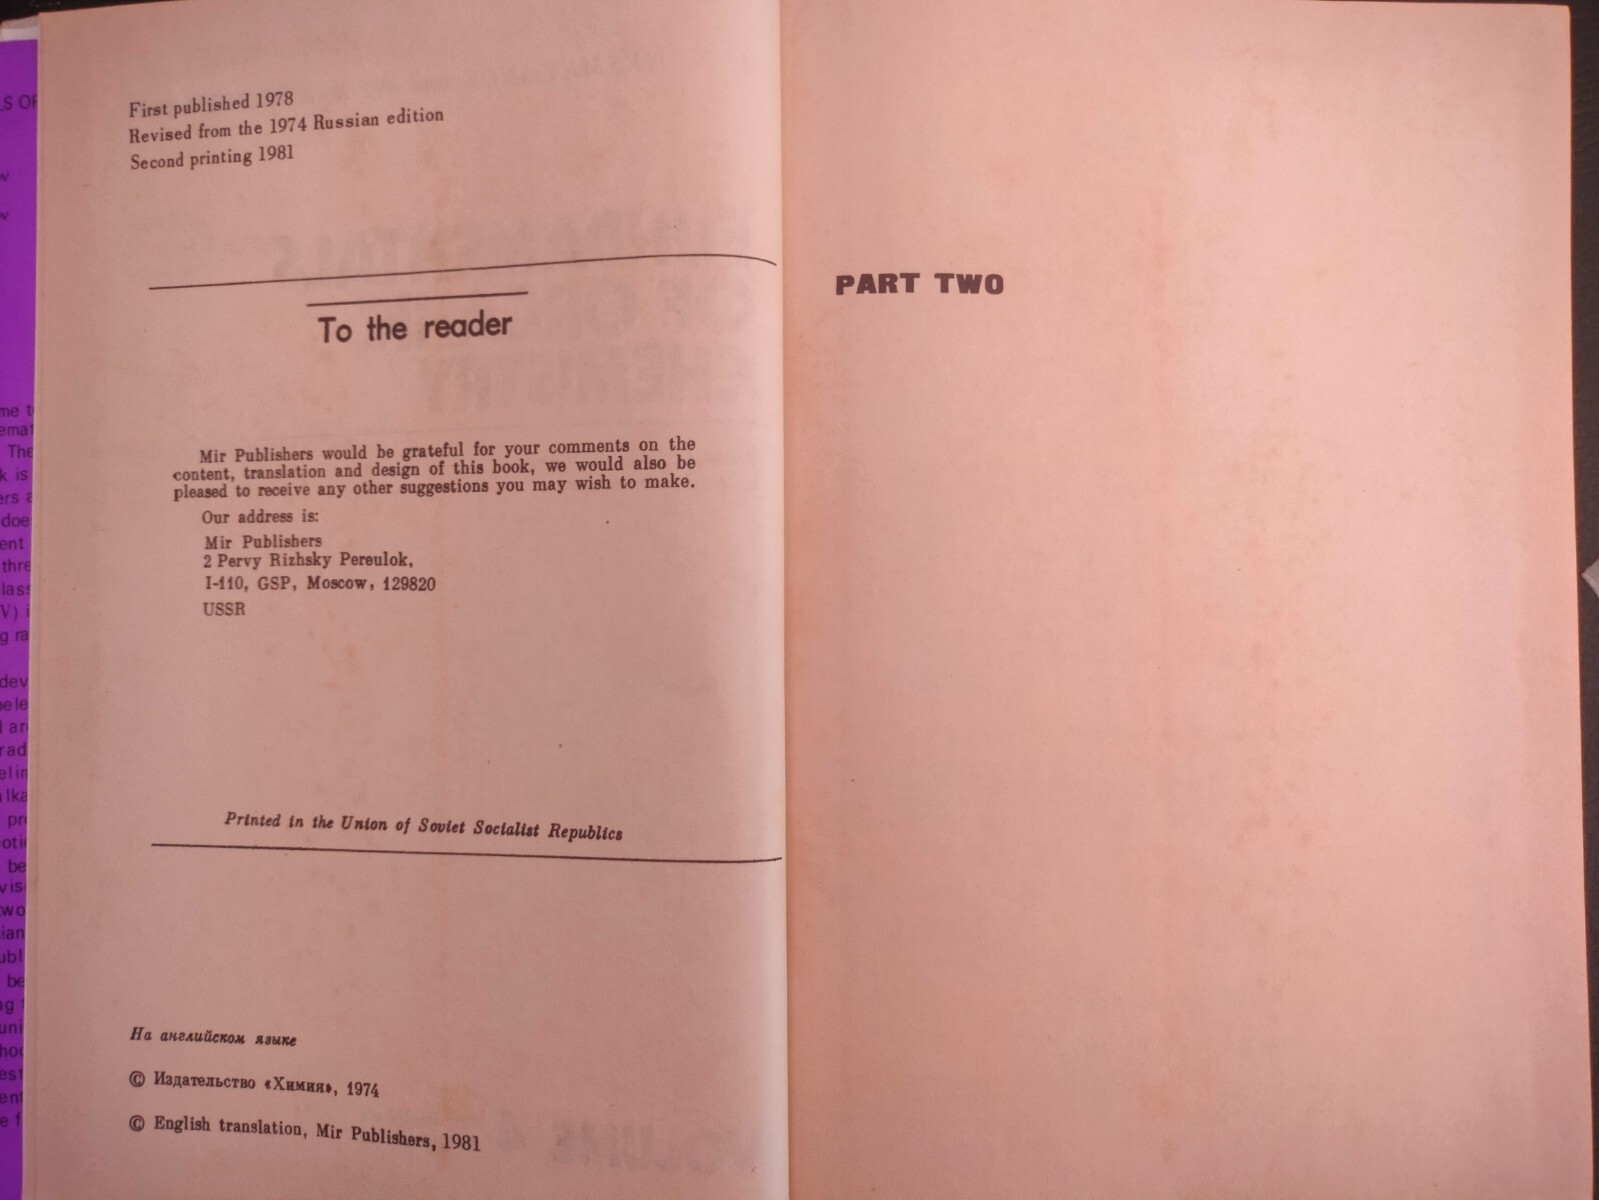 First published 1978
Revised from the 1974 Russian edition
Second printing 1981
To the reader
Mir Publishers would be grateful for your comments on the
content, translation and design of this book, we would also be
pleased to receive any other suggestions you may wish to make.
Our address is:
Mir Publishers
2 Pervy Rizhsky Pereulok,
I-110, GSP, Moscow, 129820
USSR
Printed in the Union of Soviet Socialist Republics
На английском языке
© Издательство «Химия», 1974
© English translation, Mir Publishers, 1981
PART TWO